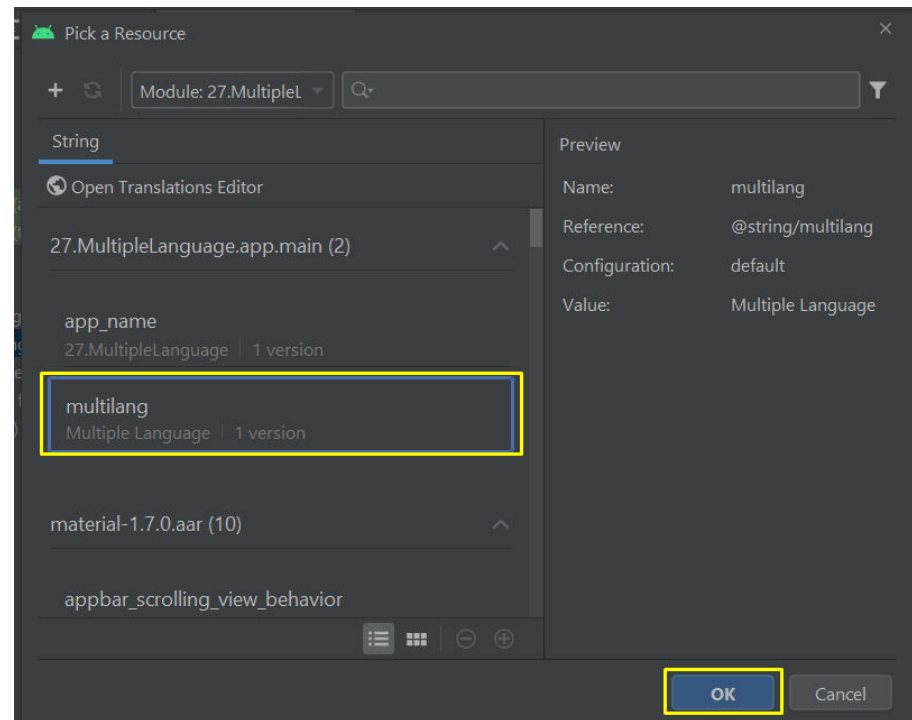 Pick a Resource
Module: 27.MultipleL
String
Open Translations Editor
27.MultipleLanguage.app.main (2)
app_name
27.MultipleLanguage | 1 version
multilang
Multiple Language | 1 version
material-1.7.0.aar (10)
appbar_scrolling_view_behavior
Preview
Name: multilang
Reference: @string/multilang
Configuration: default
Value: Multiple Language
OK Cancel